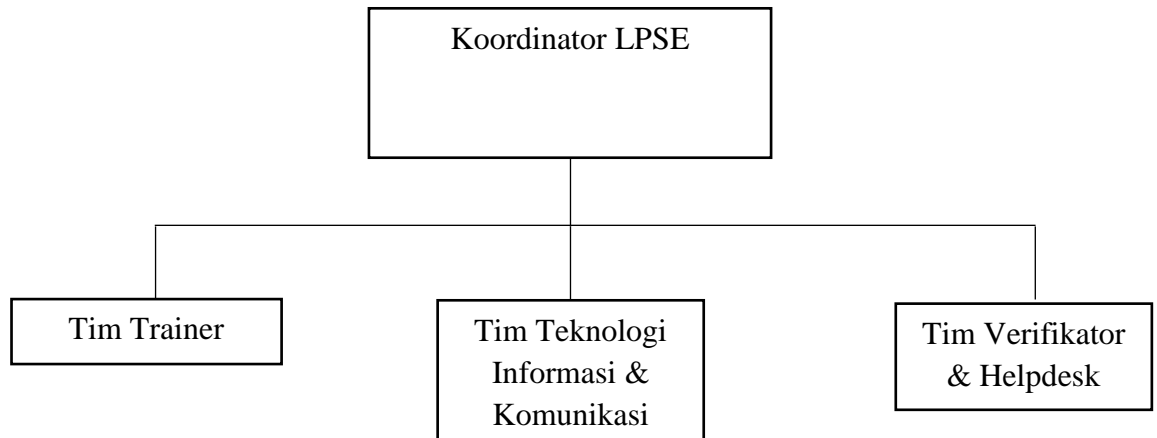 Koordinator LPSE
Tim Trainer
Tim Teknologi
Informasi &
Komunikasi
Tim Verifikator
& Helpdesk